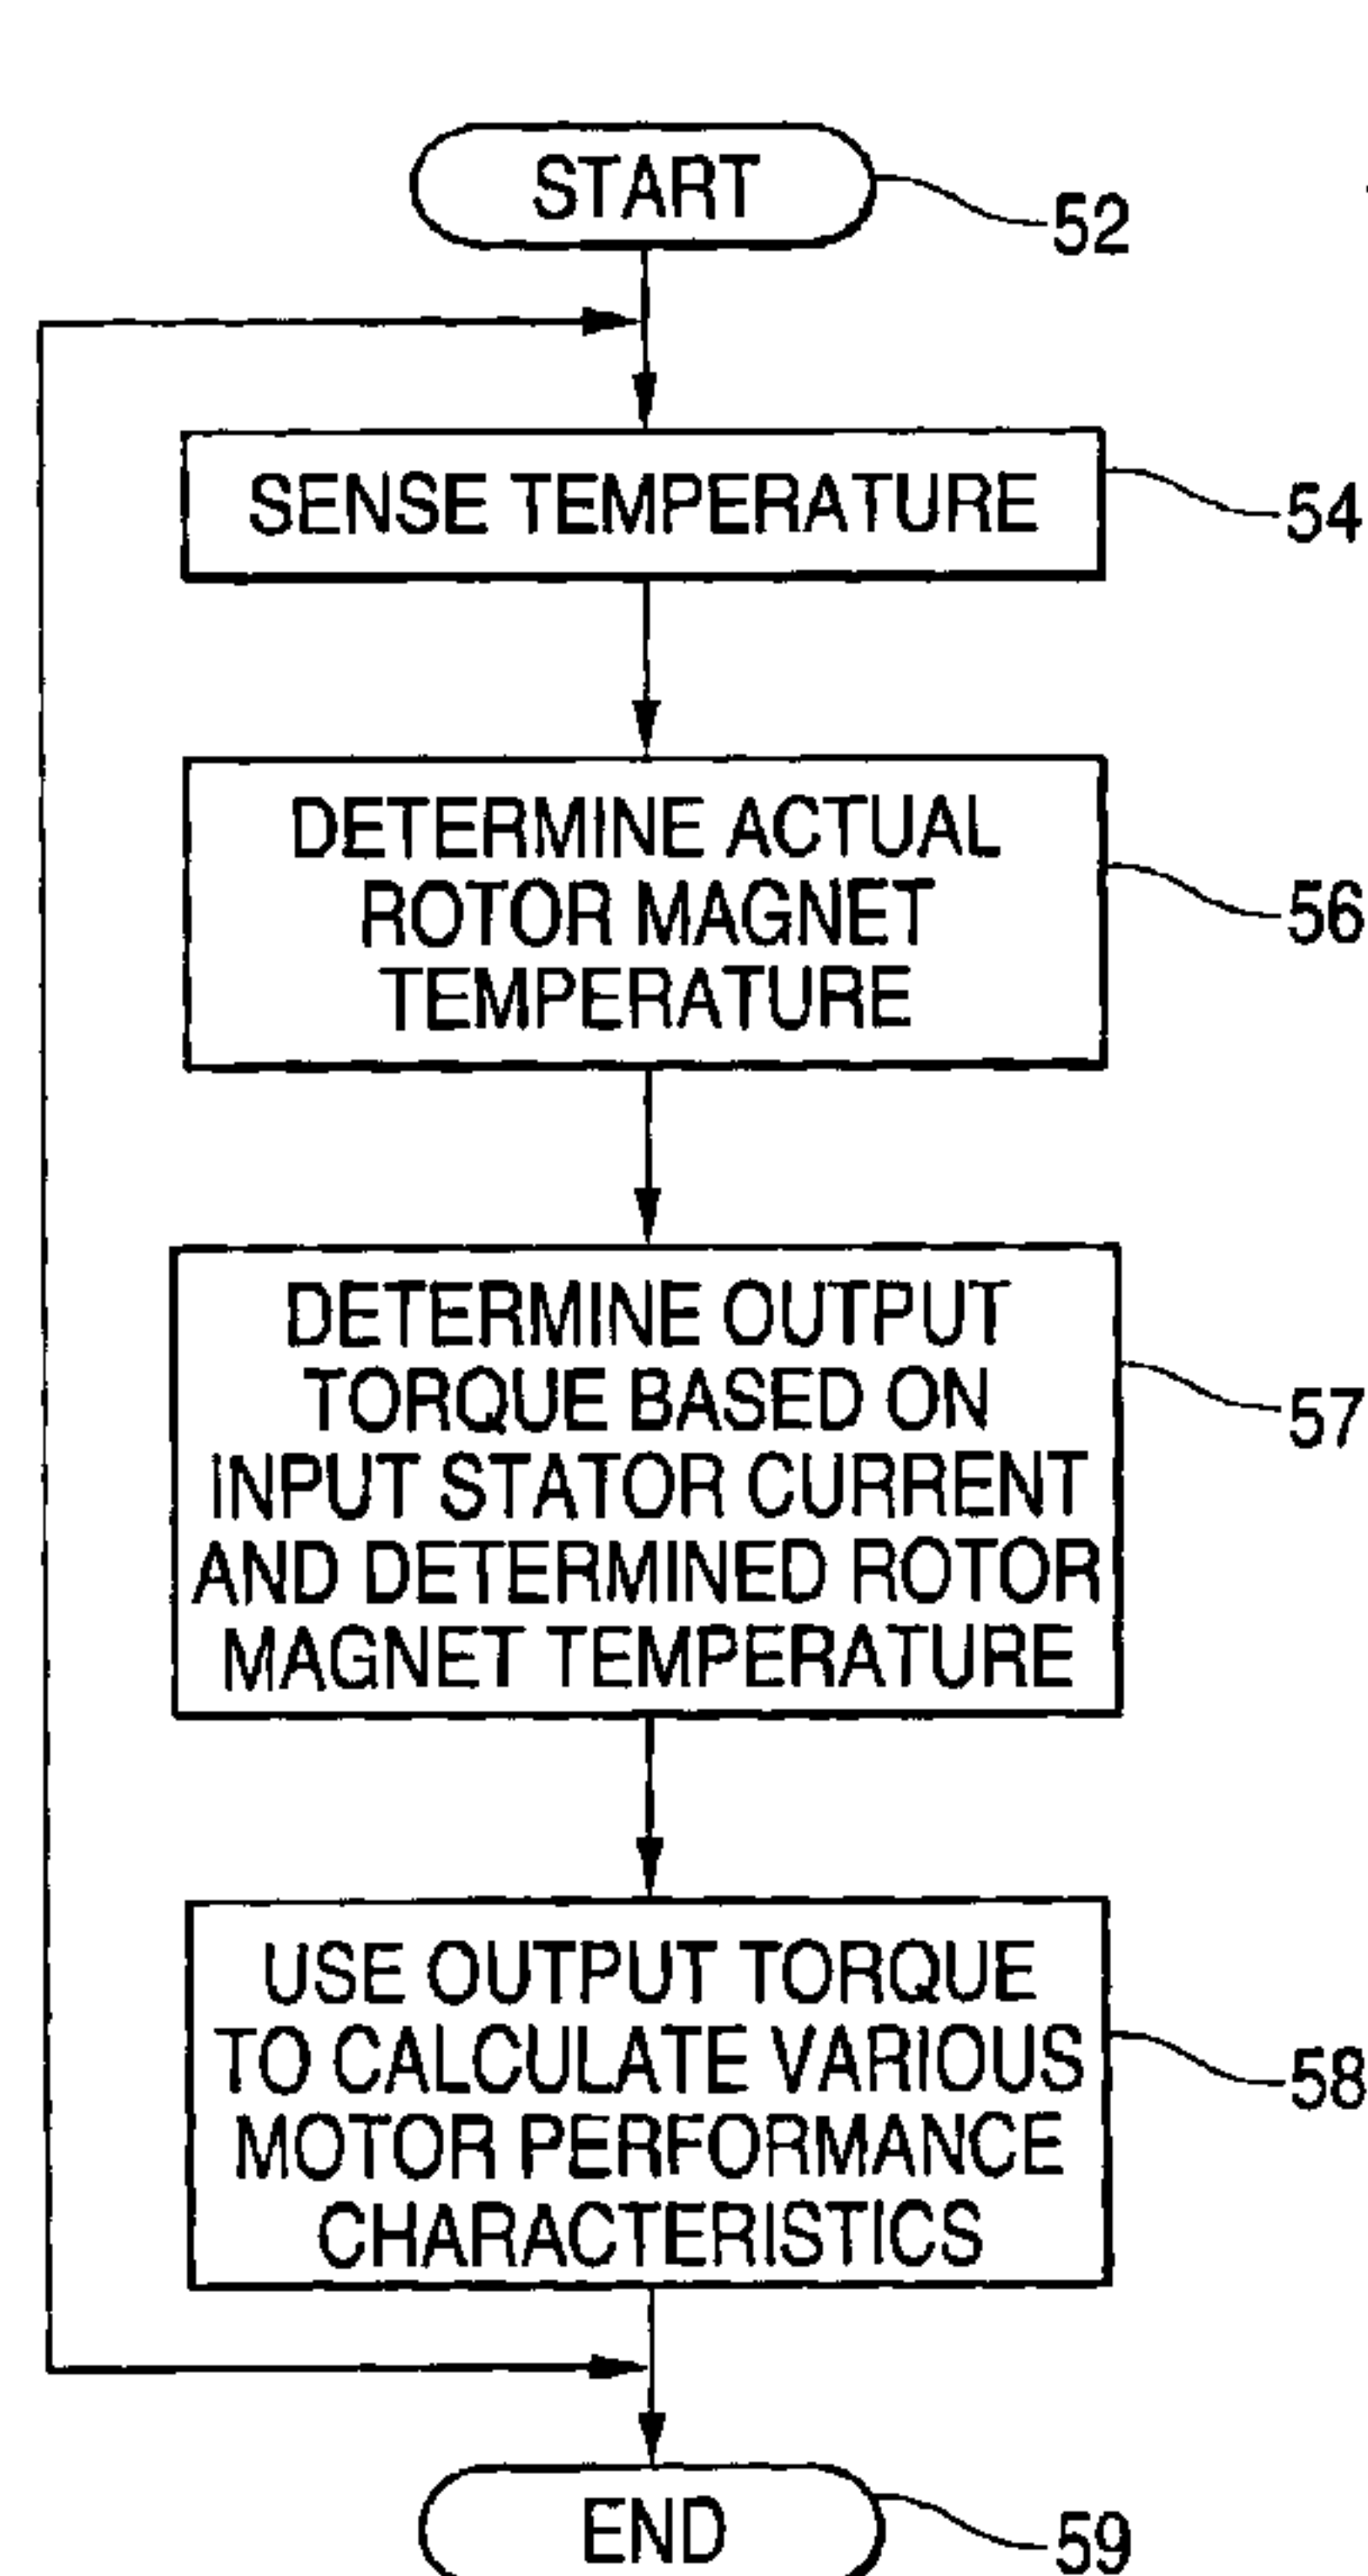 START
52
SENSE TEMPERATURE
54
DETERMINE ACTUAL
ROTOR MAGNET
TEMPERATURE
56
DETERMINE OUTPUT
TORQUE BASED ON
INPUT STATOR CURRENT
AND DETERMINED ROTOR
MAGNET TEMPERATURE
57
USE OUTPUT TORQUE
TO CALCULATE VARIOUS
MOTOR PERFORMANCE
CHARACTERISTICS
58
END
59